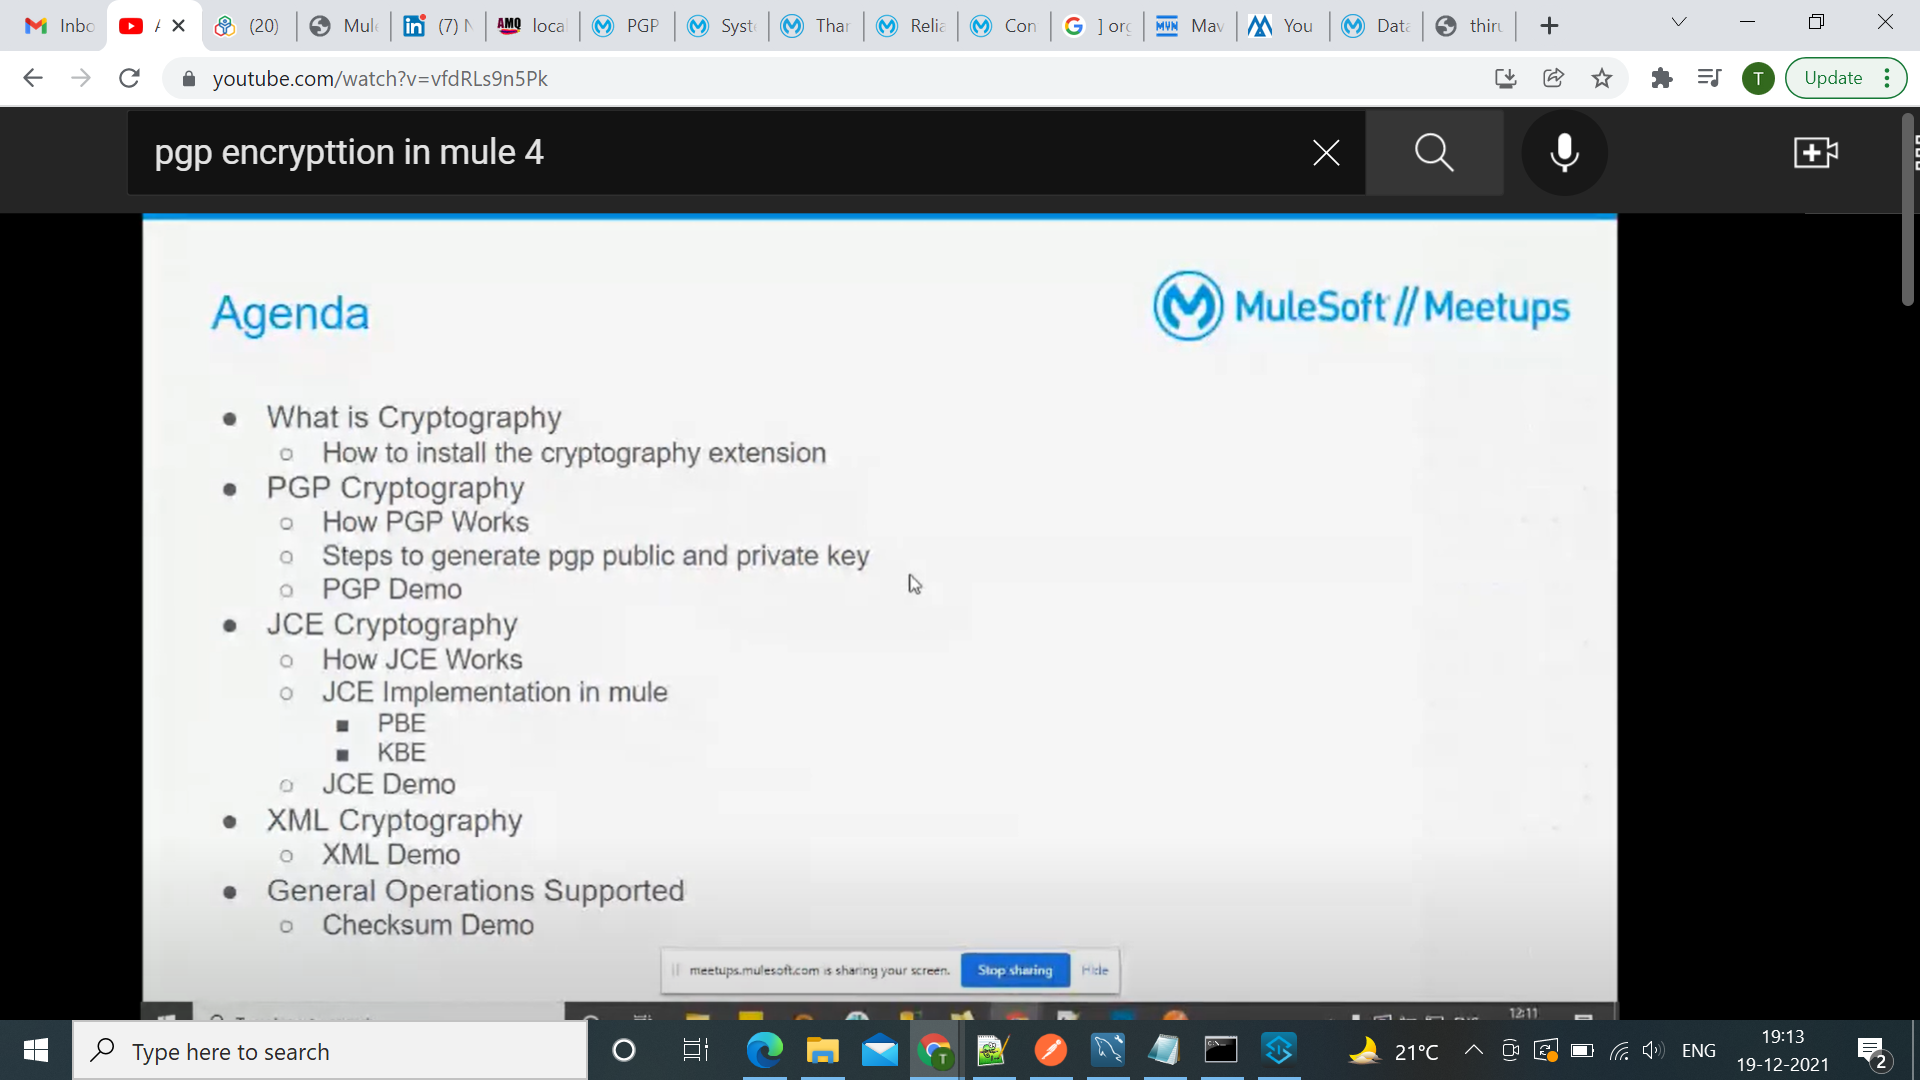 Inbo
(20)
Mule
(7) N
AMQ
loca
PGP
Syst
Than
Relia
Con
] org
MVN
Mav
You
Data
thiru
youtube.com/watch?v=vfdRLs9n5Pk
T
Update
pgp encrypttion in mule 4
Agenda
MuleSoft // Meetups
What is Cryptography
How to install the cryptography extension
PGP Cryptography
How PGP Works
Steps to generate pgp public and private key
PGP Demo
JCE Cryptography
How JCE Works
JCE Implementation in mule
PBE
KBE
JCE Demo
XML Cryptography
XML Demo
General Operations Supported
Checksum Demo
meetups.mulesoft.com is sharing your screen.
Stop sharing
Hide
12:11
Type here to search
T
21°C
ENG
19:13
19-12-2021
2